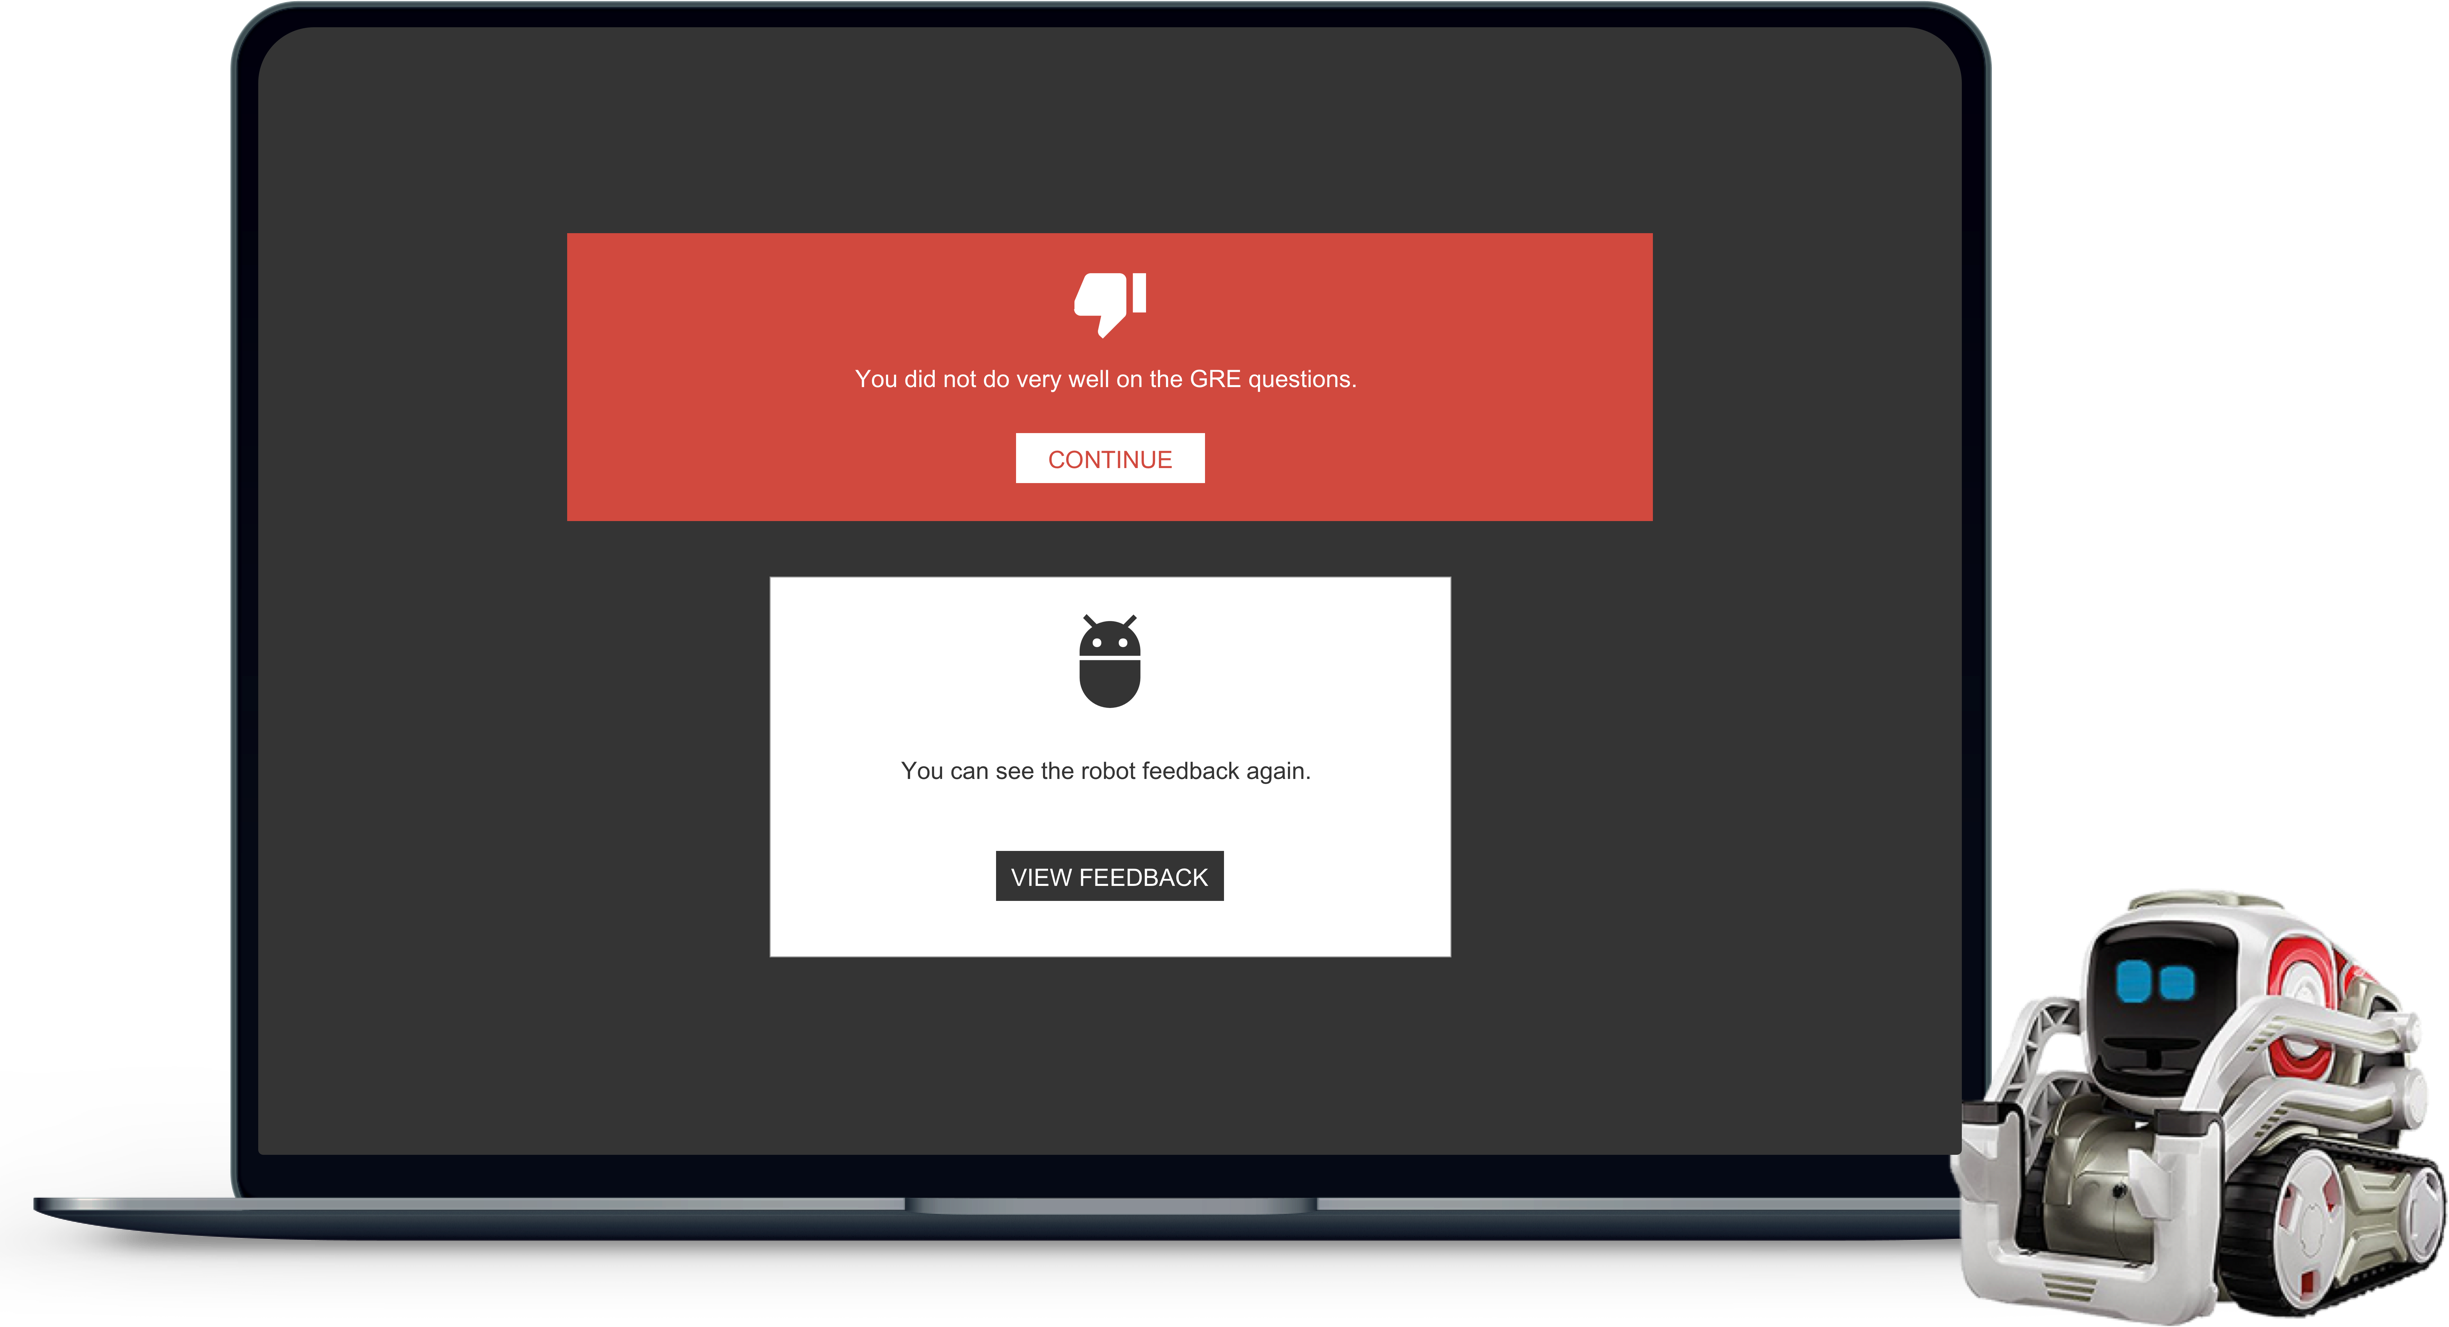 You did not do very well on the GRE questions.
CONTINUE
You can see the robot feedback again.
VIEW FEEDBACK